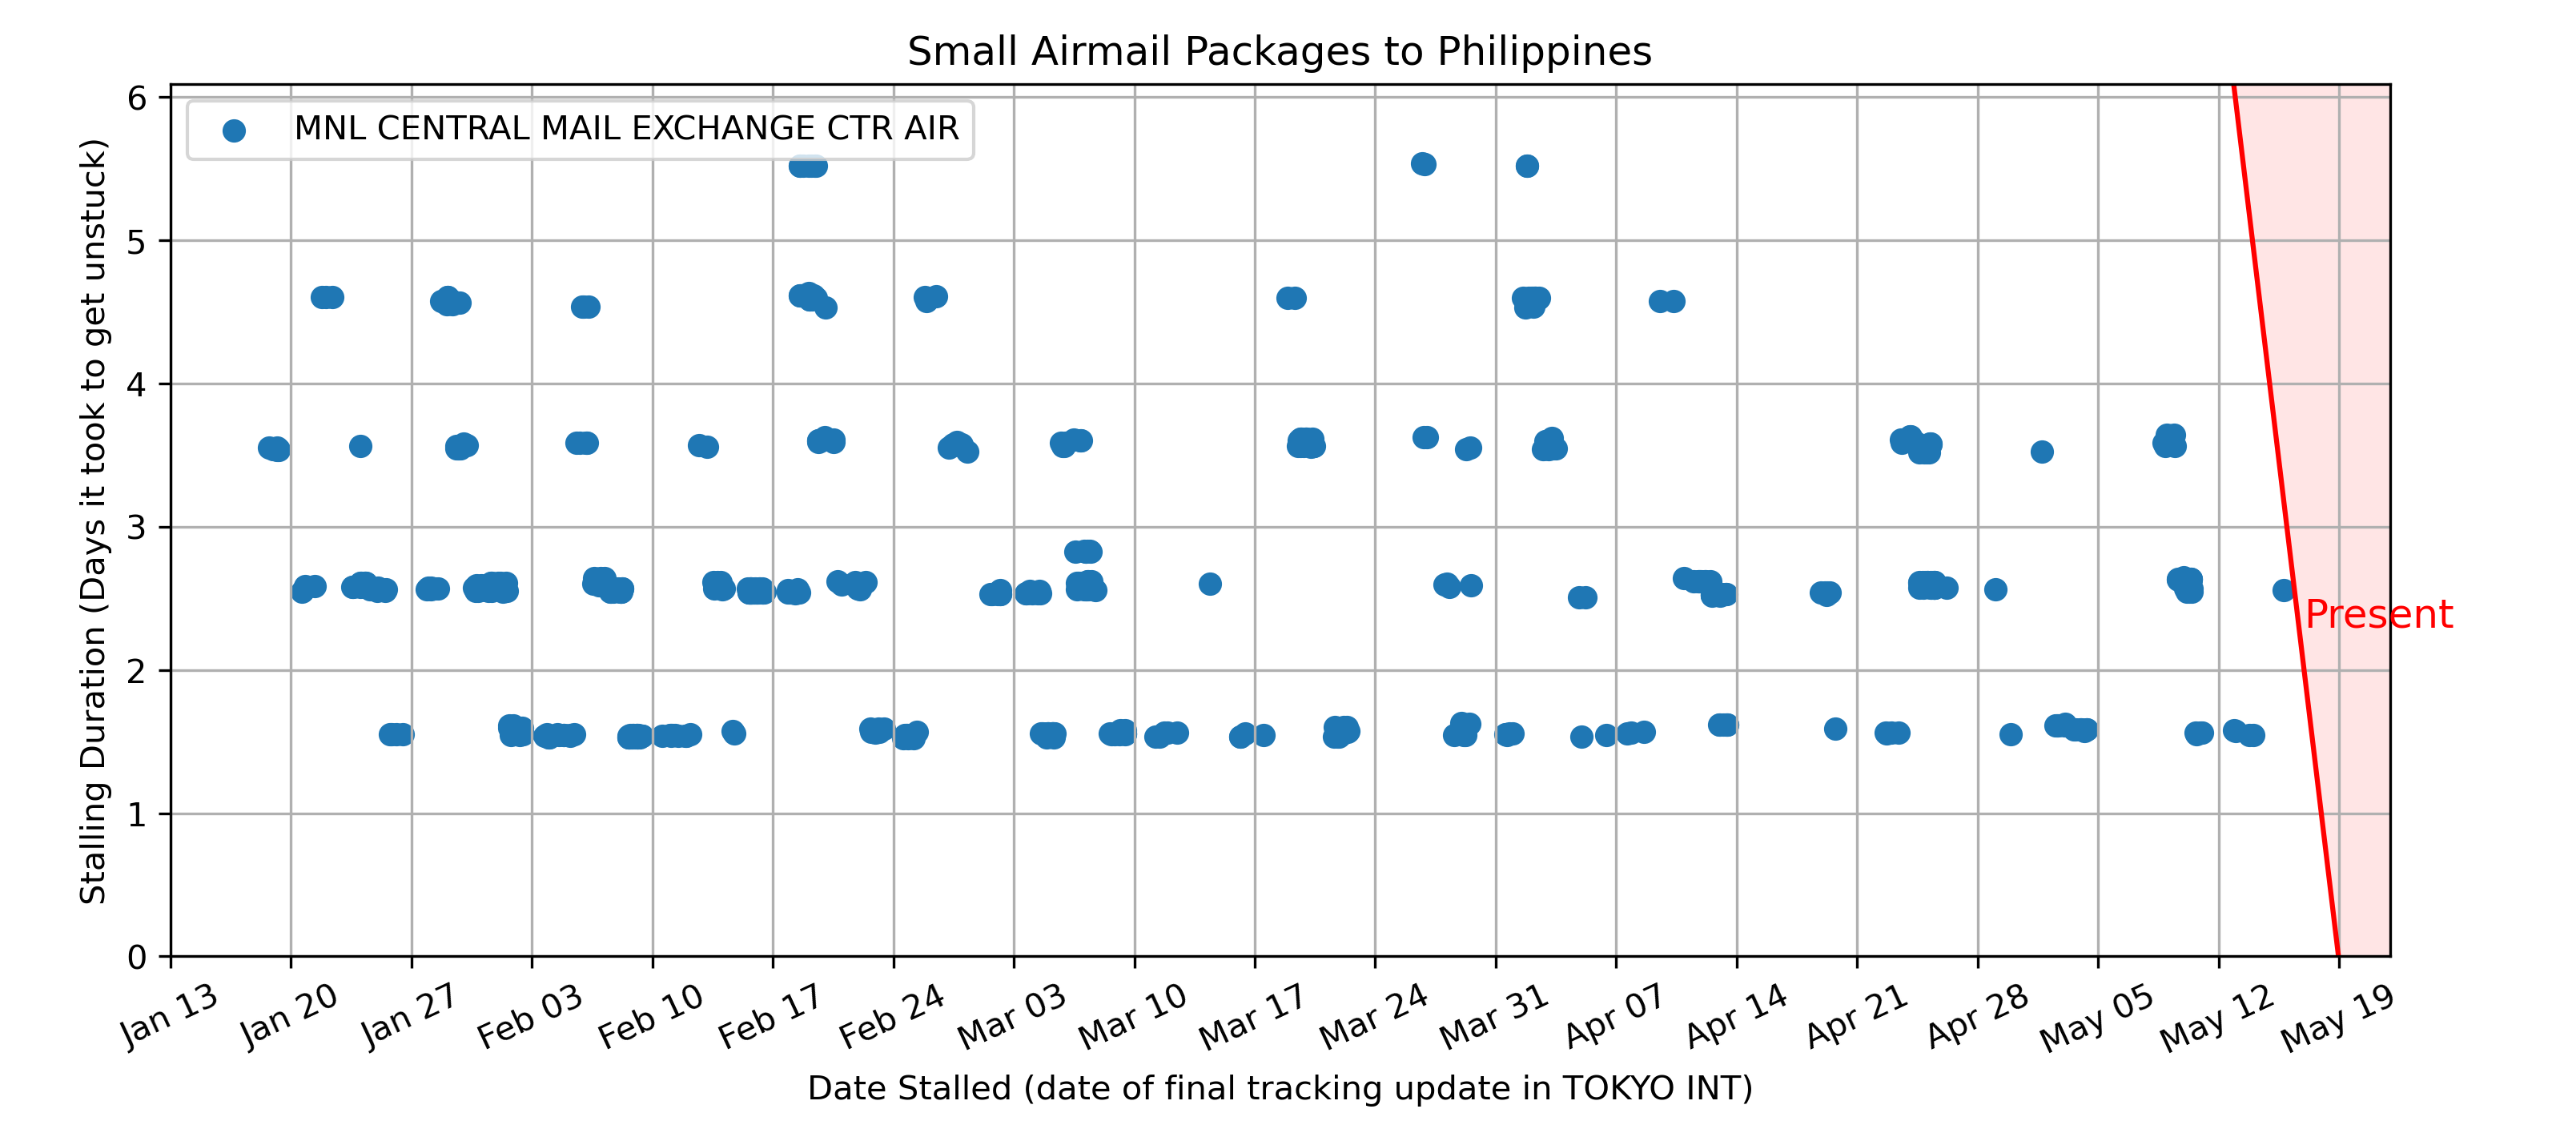 Small Airmail Packages to Philippines
MNL CENTRAL MAIL EXCHANGE CTR AIR
Stalling Duration (Days it took to get unstuck)
6
5
4
3
2
1
0
Present
Jan 13
Jan 20
Jan 27
Feb 03
Feb 10
Feb 17
Feb 24
Mar 03
Mar 10
Mar 17
Mar 24
Mar 31
Apr 07
Apr 14
Apr 21
Apr 28
May 05
May 12
May 19
Date Stalled (date of final tracking update in TOKYO INT)